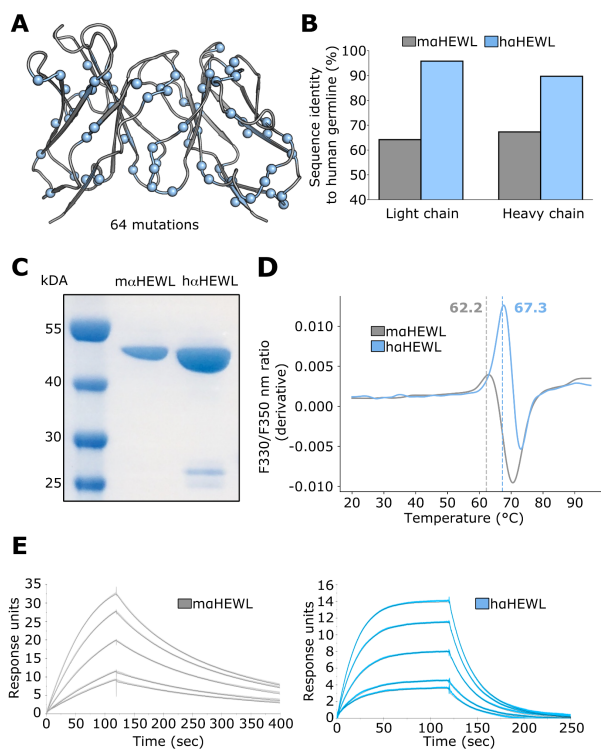 A
64 mutations
B
mαHEWL hαHEWL
Sequence identity
to human germline (%)
100
90
80
70
60
50
40
Light chain Heavy chain
C
kDA mαHEWL hαHEWL
55
40
30
25
D
62.2 67.3
mαHEWL
hαHEWL
F330/F350 nm ratio
(derivative)
0.010
0.005
0.000
-0.005
-0.010
20 30 40 50 60 70 80 90
Temperature (°C)
E
mαHEWL
Response units
35
30
25
20
15
10
5
0
0 50 100 150 200 250 300 350 400
Time (sec)
hαHEWL
Response units
16
14
12
10
8
6
4
2
0
0 50 100 150 200 250
Time (sec)